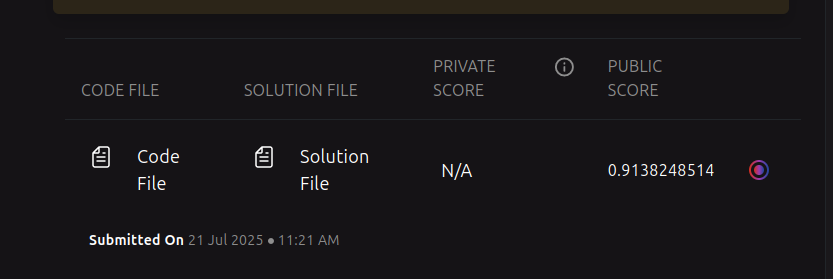 CODE FILE
SOLUTION FILE
PRIVATE
SCORE
PUBLIC
SCORE
Code
File
Solution
File
N/A
0.9138248514
Submitted On 21 Jul 2025 • 11:21 AM